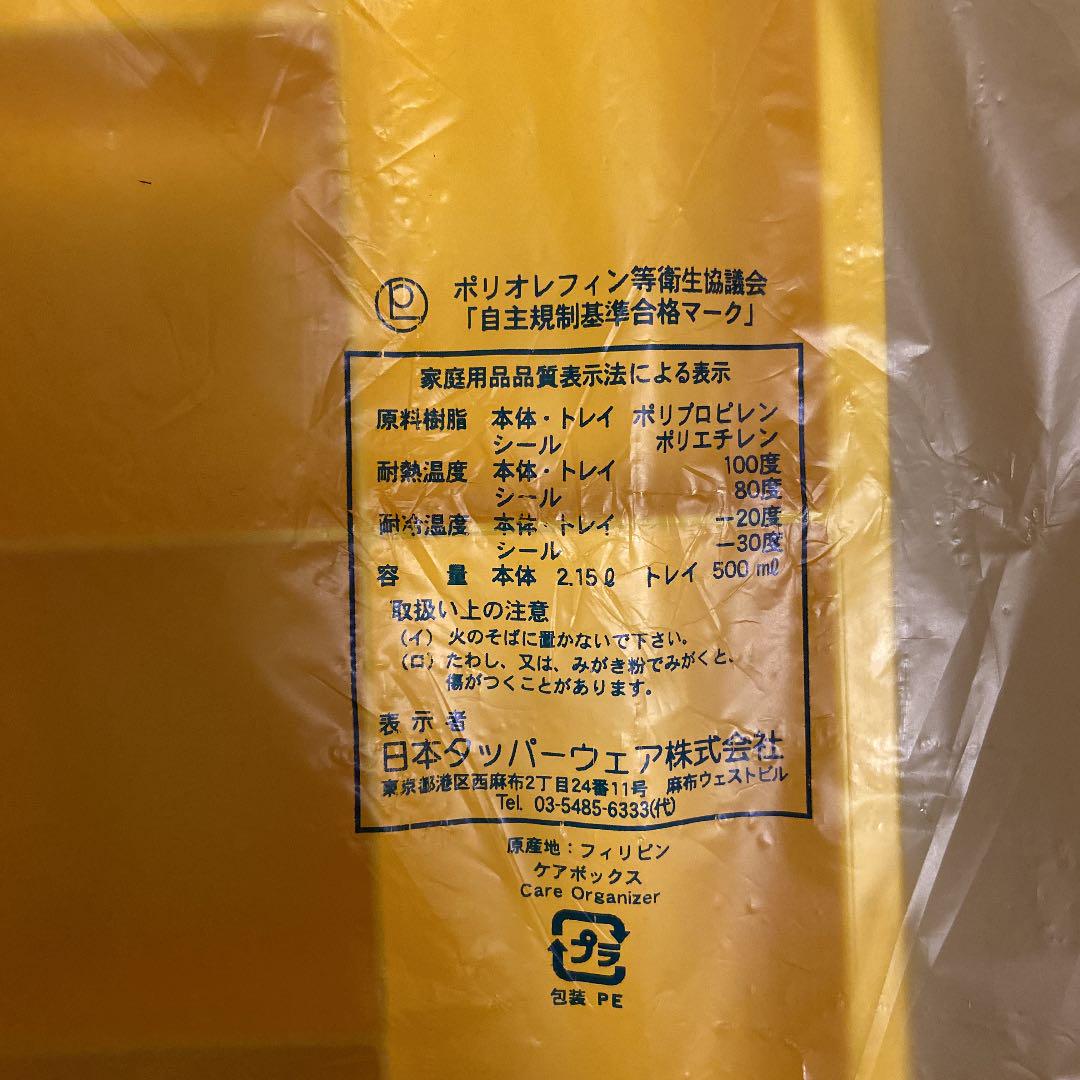 PL ポリオレフィン等衛生協議会
「自主規制基準合格マーク」
家庭用品品質表示法による表示
原料樹脂 本体・トレイ ポリプロピレン
シール ポリエチレン
耐熱温度 本体・トレイ 100度
シール 80度
耐冷温度 本体・トレイ −20度
シール −30度
容 量 本体 2.15ℓ トレイ 500 mℓ
取扱い上の注意
(イ) 火のそばに置かないで下さい。
(ロ) たわし、又は、みがき粉でみがくと、
傷がつくことがあります。
表示者
日本タッパーウェア株式会社
東京都港区西麻布2丁目24番11号 麻布ウェストビル
Tel. 03-5485-6333(代)
原産地：フィリピン
ケアボックス
Care Organizer
プラ
包装 PE